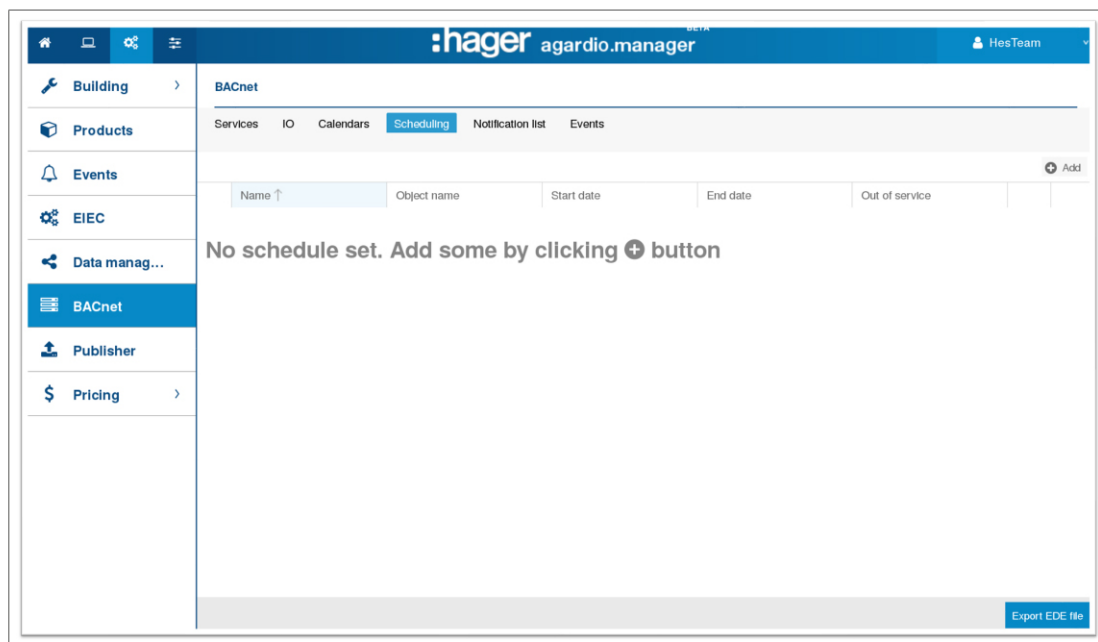 BETA
:hager agardio.manager
HesTeam
Building
Products
Events
EIEC
Data manag...
BACnet
Publisher
$ Pricing
BACnet
Services IO Calendars Scheduling Notification list Events
Add
Name ↑ Object name Start date End date Out of service
No schedule set. Add some by clicking + button
Export EDE file